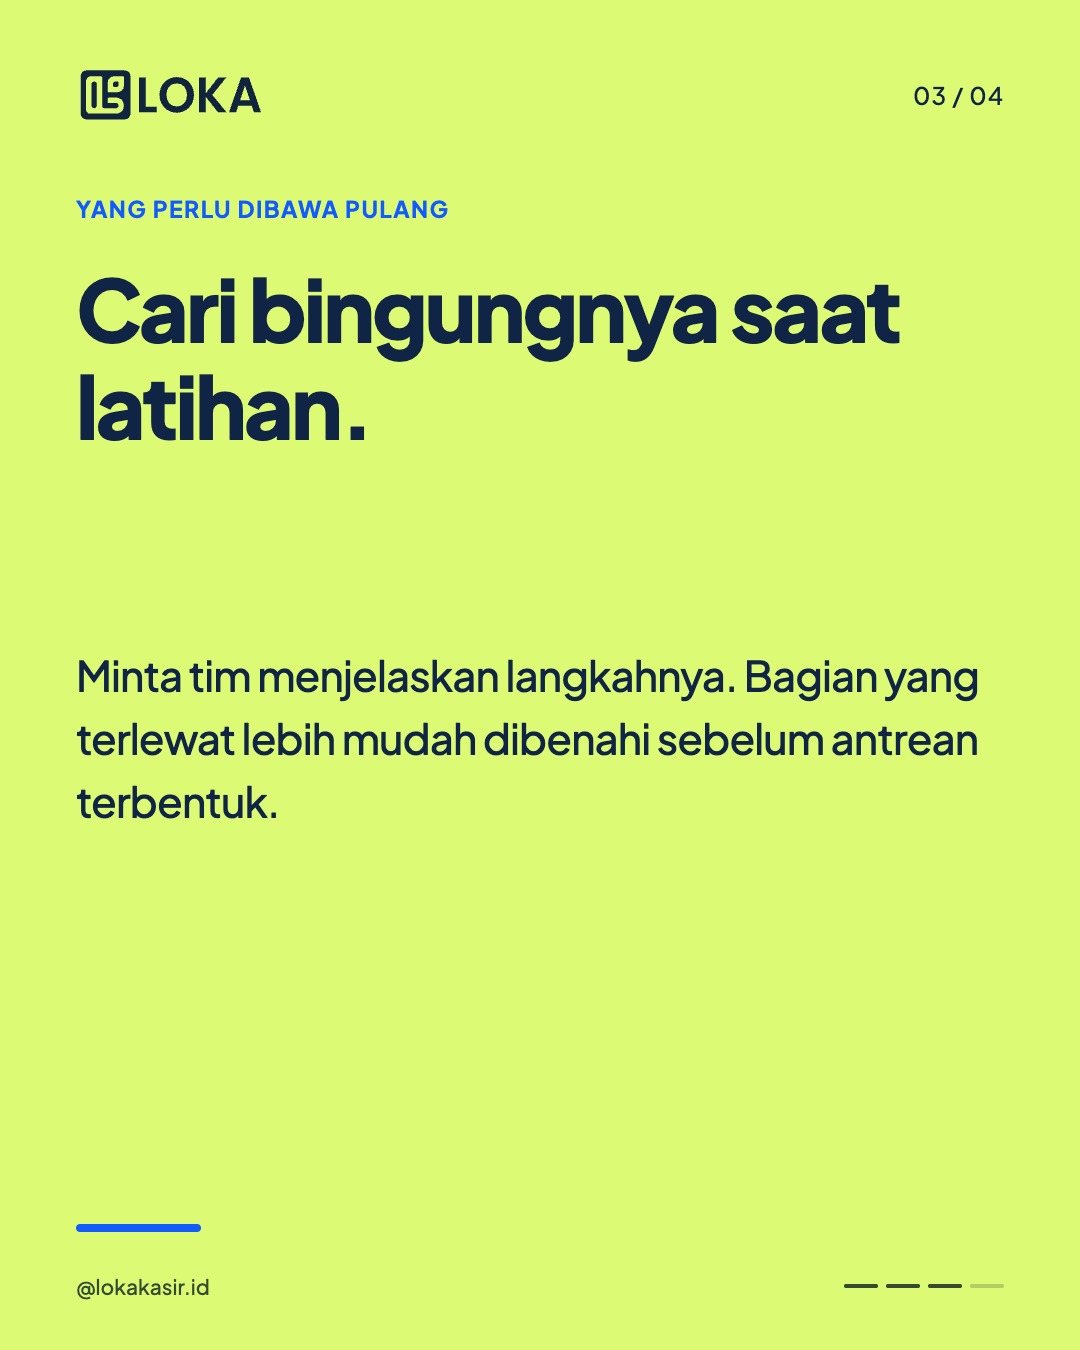 LOKA
03 / 04
YANG PERLU DIBAWA PULANG
Cari bingungnya saat
latihan.
Minta tim menjelaskan langkahnya. Bagian yang
terlewat lebih mudah dibenahi sebelum antrean
terbentuk.
@lokakasir.id